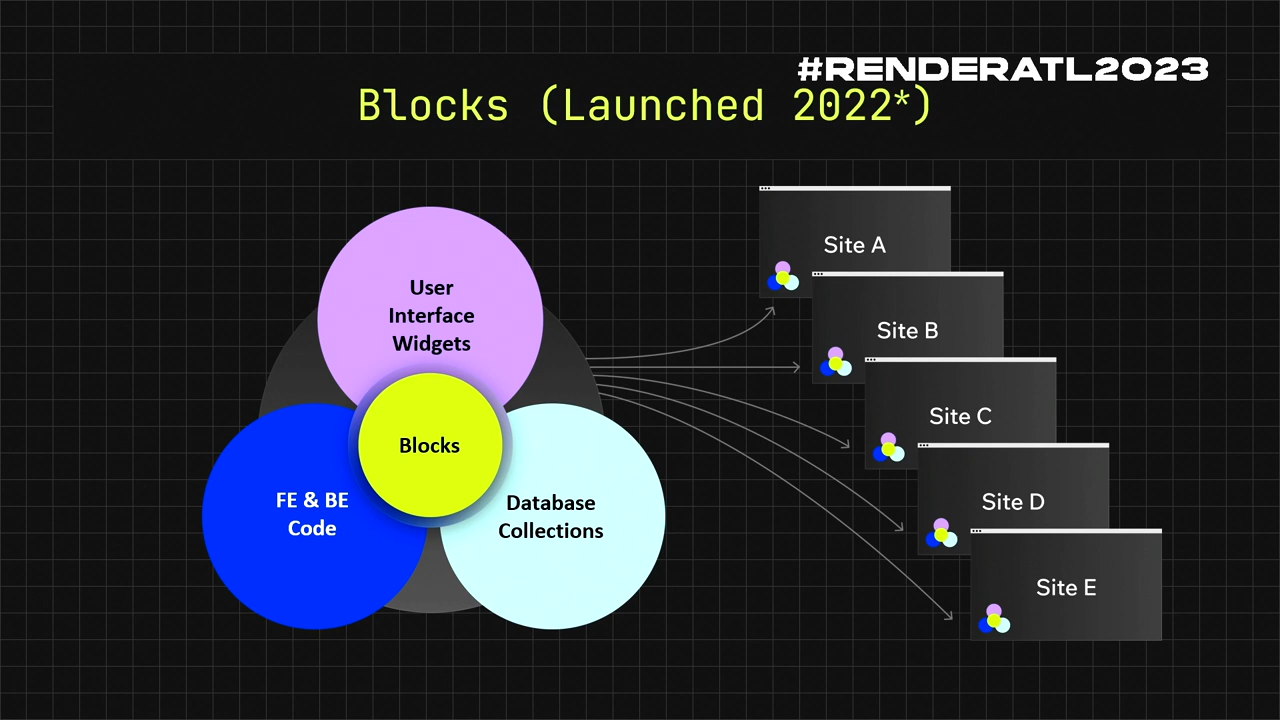 #RENDERATL2023
Blocks (Launched 2022*)
User
Interface
Widgets
Blocks
FE & BE
Code
Database
Collections
Site A
Site B
Site C
Site D
Site E